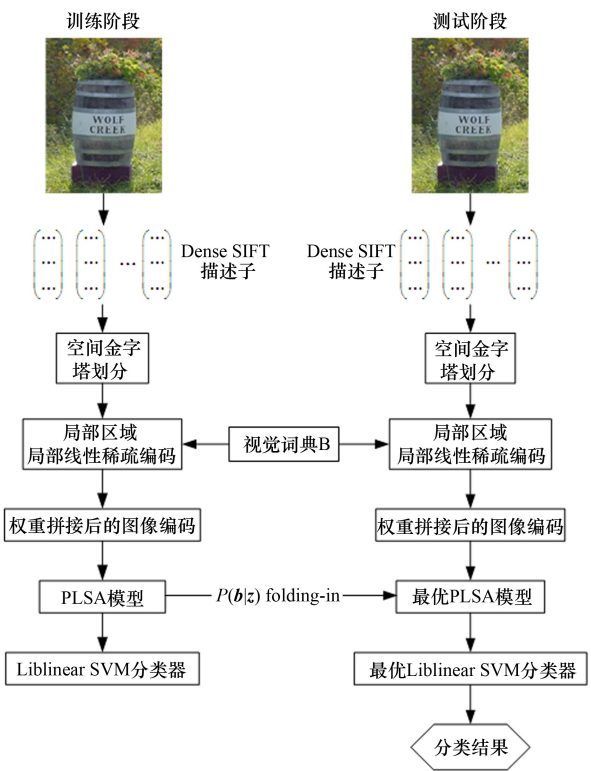 训练阶段
测试阶段
WOLF
CREEK
WOLF
CREEK
Dense SIFT
描述子
Dense SIFT
描述子
空间金字
塔划分
空间金字
塔划分
局部区域
局部线性稀疏编码
视觉词典B
局部区域
局部线性稀疏编码
权重拼接后的图像编码
权重拼接后的图像编码
PLSA模型
P(b|z) folding-in
最优PLSA模型
Liblinear SVM分类器
最优Liblinear SVM分类器
分类结果